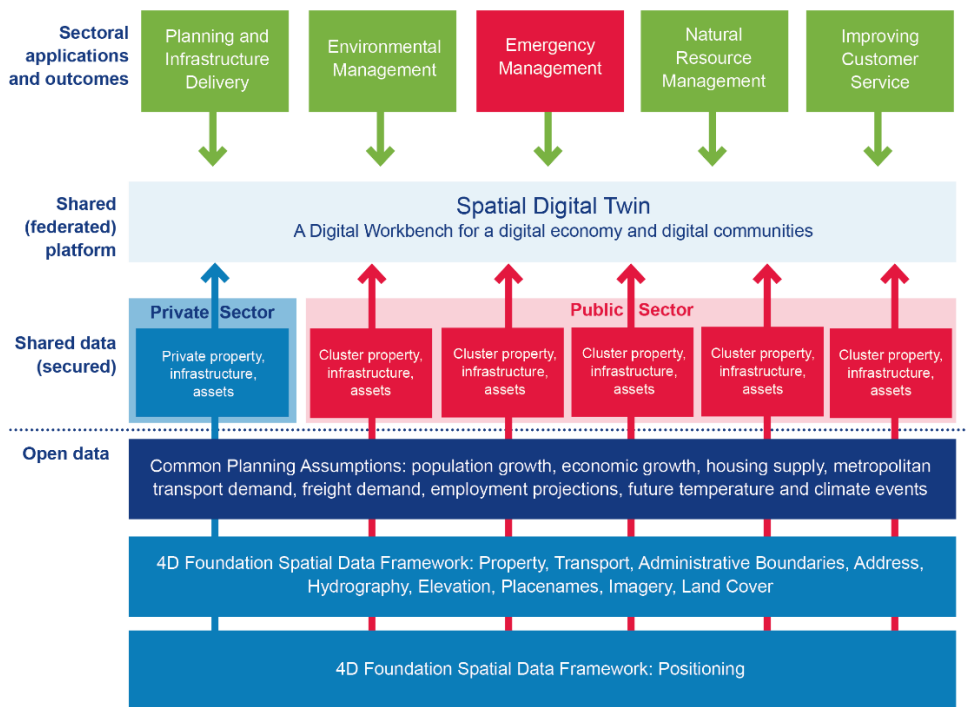 Sectoral
applications
and outcomes
Planning and
Infrastructure
Delivery
Environmental
Management
Emergency
Management
Natural
Resource
Management
Improving
Customer
Service
Shared
(federated)
platform
Spatial Digital Twin
A Digital Workbench for a digital economy and digital communities
Shared data
(secured)
Private Sector
Private property,
infrastructure,
assets
Public Sector
Cluster property,
infrastructure,
assets
Cluster property,
infrastructure,
assets
Cluster property,
infrastructure,
assets
Cluster property,
infrastructure,
assets
Cluster property,
infrastructure,
assets
Open data
Common Planning Assumptions: population growth, economic growth, housing supply, metropolitan
transport demand, freight demand, employment projections, future temperature and climate events
4D Foundation Spatial Data Framework: Property, Transport, Administrative Boundaries, Address,
Hydrography, Elevation, Placenames, Imagery, Land Cover
4D Foundation Spatial Data Framework: Positioning